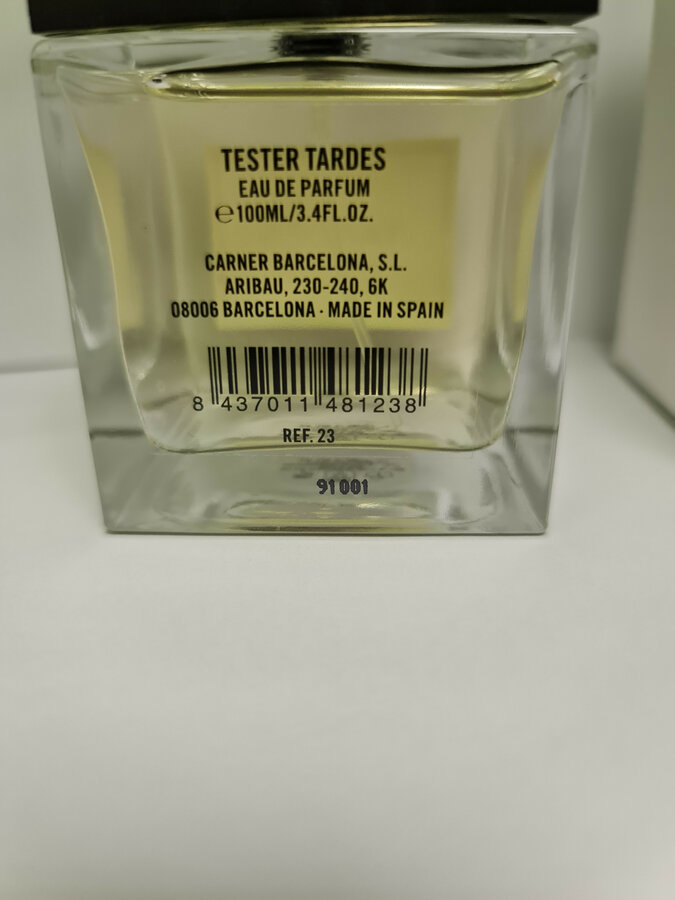 TESTER TARDES
EAU DE PARFUM
℮100ML/3.4FL.OZ.
CARNER BARCELONA, S.L.
ARIBAU, 230-240, 6K
08006 BARCELONA · MADE IN SPAIN
8 437011 481238
REF. 23
91001